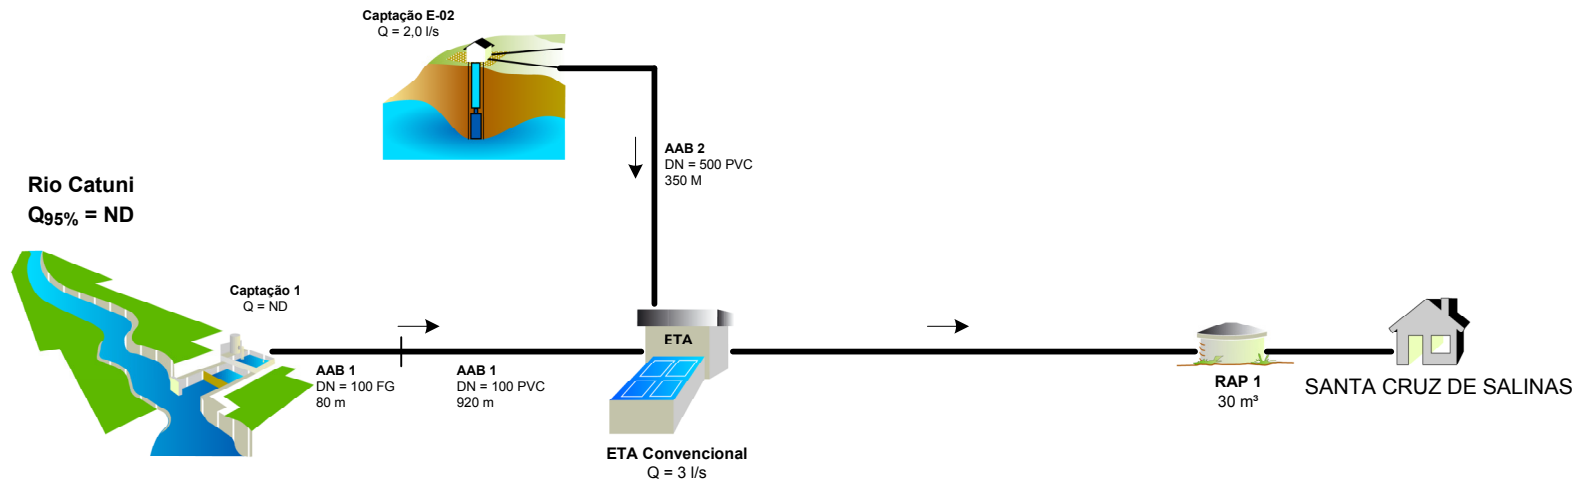 Captação E-02
Q = 2,0 l/s
AAB 2
DN = 500 PVC
350 M
Rio Catuni
Q95% = ND
Captação 1
Q = ND
AAB 1
DN = 100 FG
80 m
AAB 1
DN = 100 PVC
920 m
ETA
ETA Convencional
Q = 3 l/s
RAP 1
30 m³
SANTA CRUZ DE SALINAS